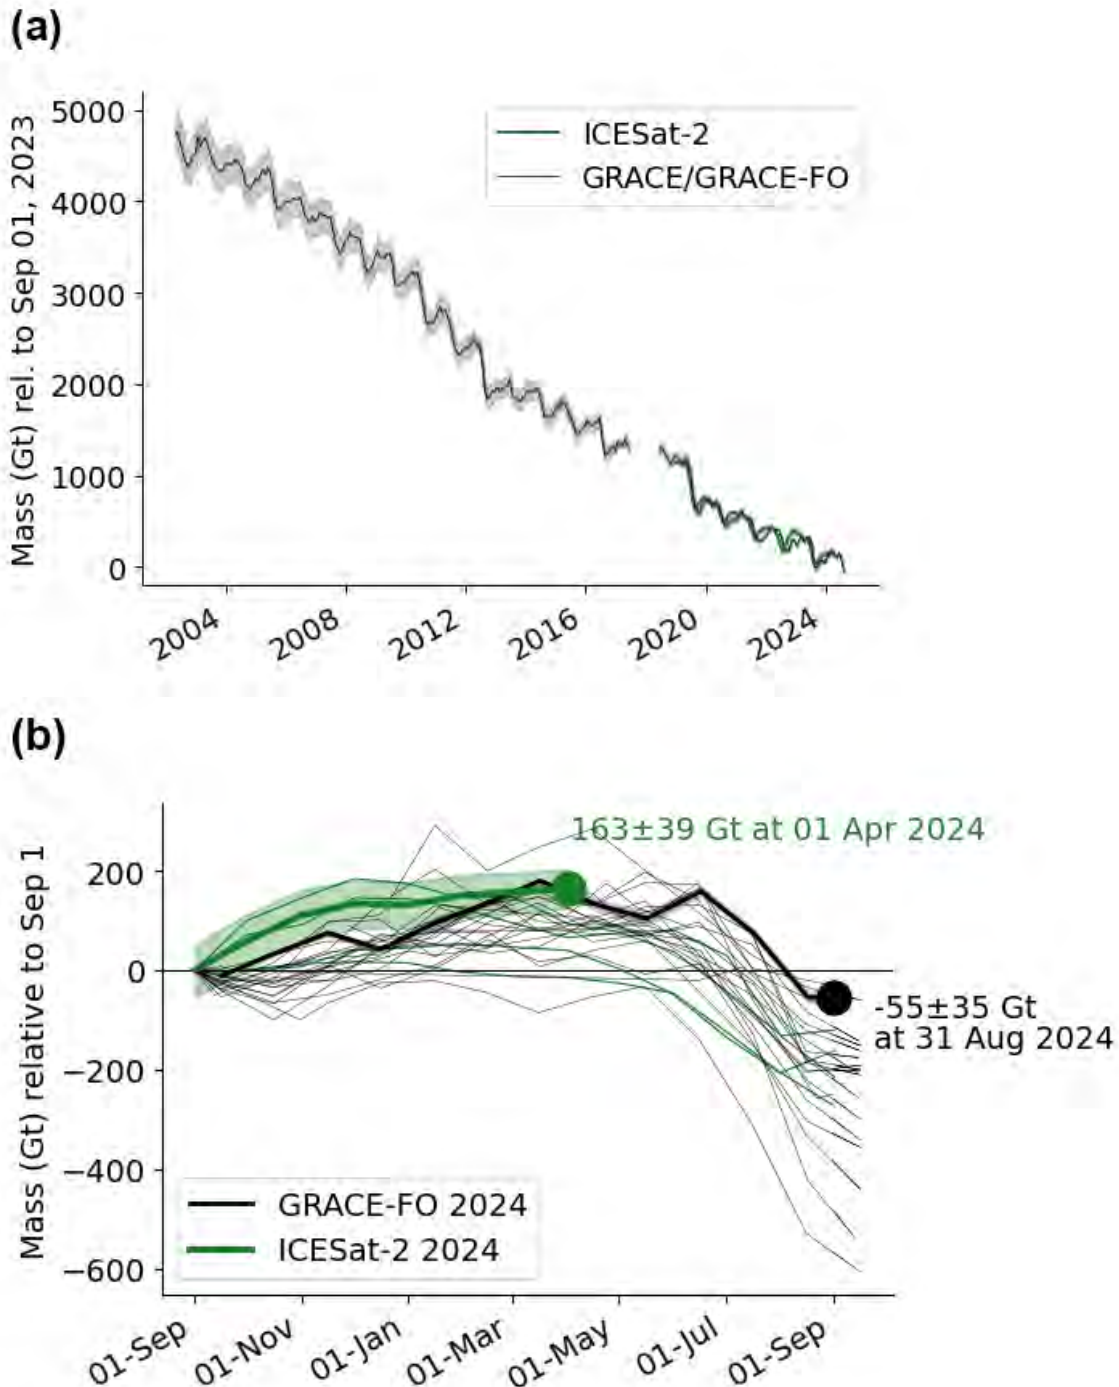 (a)
Mass (Gt) rel. to Sep 01, 2023
5000
4000
3000
2000
1000
0
ICESat-2
GRACE/GRACE-FO
2004
2008
2012
2016
2020
2024
(b)
Mass (Gt) relative to Sep 1
200
0
−200
−400
−600
163±39 Gt at 01 Apr 2024
-55±35 Gt
at 31 Aug 2024
GRACE-FO 2024
ICESat-2 2024
01-Sep
01-Nov
01-Jan
01-Mar
01-May
01-Jul
01-Sep